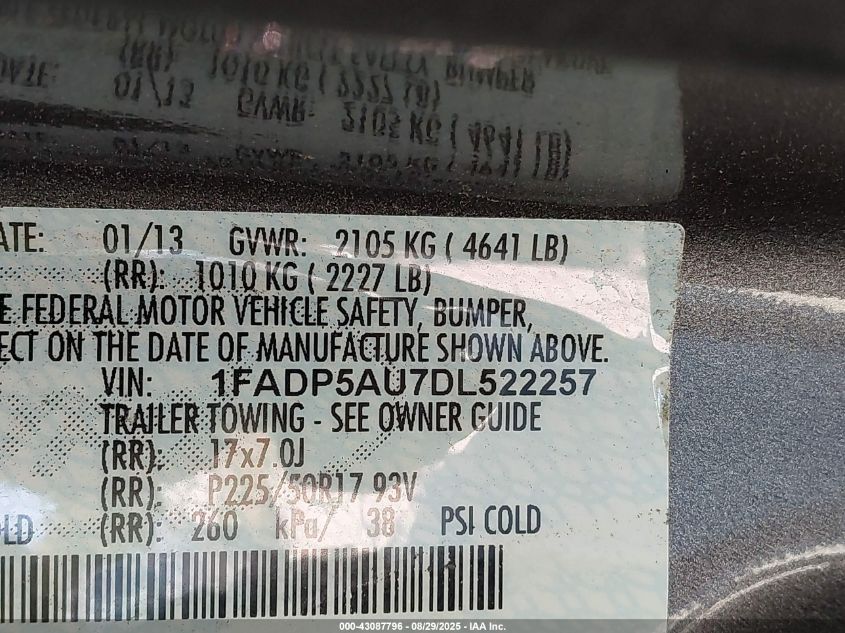 ATE: 01/13 GVWR: 2105 KG ( 4641 LB)
(RR): 1010 KG ( 2227 LB)
E FEDERAL MOTOR VEHICLE SAFETY, BUMPER,
ECT ON THE DATE OF MANUFACTURE SHOWN ABOVE.
VIN: 1FADP5AU7DL522257
TRAILER TOWING - SEE OWNER GUIDE
(RR): 17x7.0J
(RR): P225/50R17 93V
OLD (RR): 260 kPa/ 38 PSI COLD
000-43087796 - 08/29/2025 - IAA Inc.